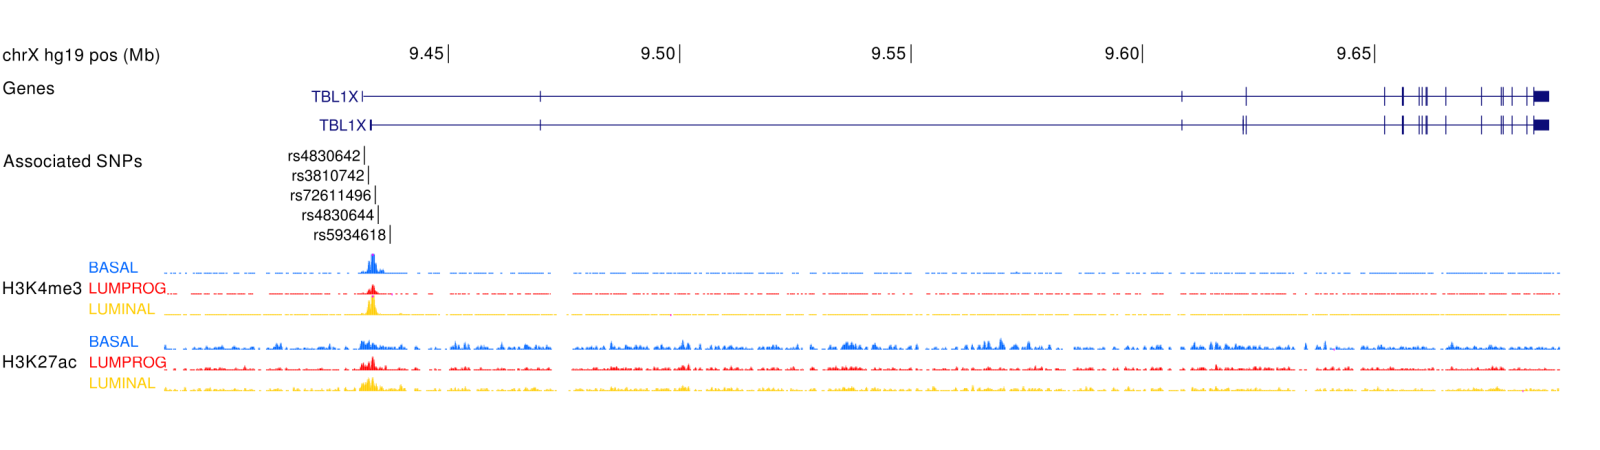 chrX hg19 pos (Mb) 9.45 9.50 9.55 9.60 9.65
Genes
TBL1X
TBL1X
Associated SNPs
rs4830642
rs3810742
rs72611496
rs4830644
rs5934618
H3K4me3
BASAL
LUMPROG
LUMINAL
H3K27ac
BASAL
LUMPROG
LUMINAL